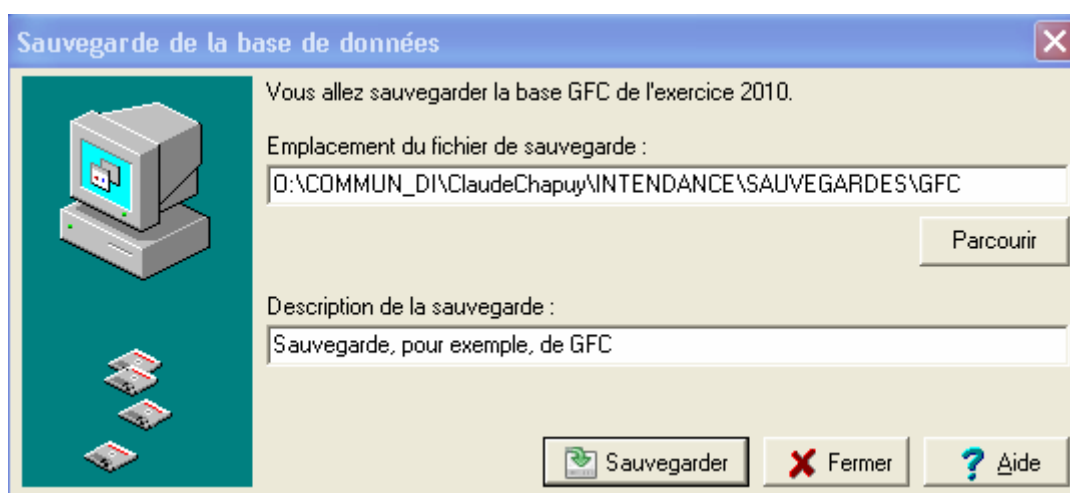 Sauvegarde de la base de données
Vous allez sauvegarder la base GFC de l'exercice 2010.
Emplacement du fichier de sauvegarde :
O:\COMMUN_DI\ClaudeChapuy\INTENDANCE\SAUVEGARDES\GFC
Parcourir
Description de la sauvegarde :
Sauvegarde, pour exemple, de GFC
Sauvegarder
Fermer
Aide